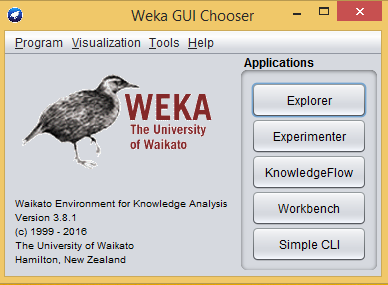 Weka GUI Chooser
Program Visualization Tools Help
WEKA
The University
of Waikato
Waikato Environment for Knowledge Analysis
Version 3.8.1
(c) 1999 - 2016
The University of Waikato
Hamilton, New Zealand
Applications
Explorer
Experimenter
KnowledgeFlow
Workbench
Simple CLI